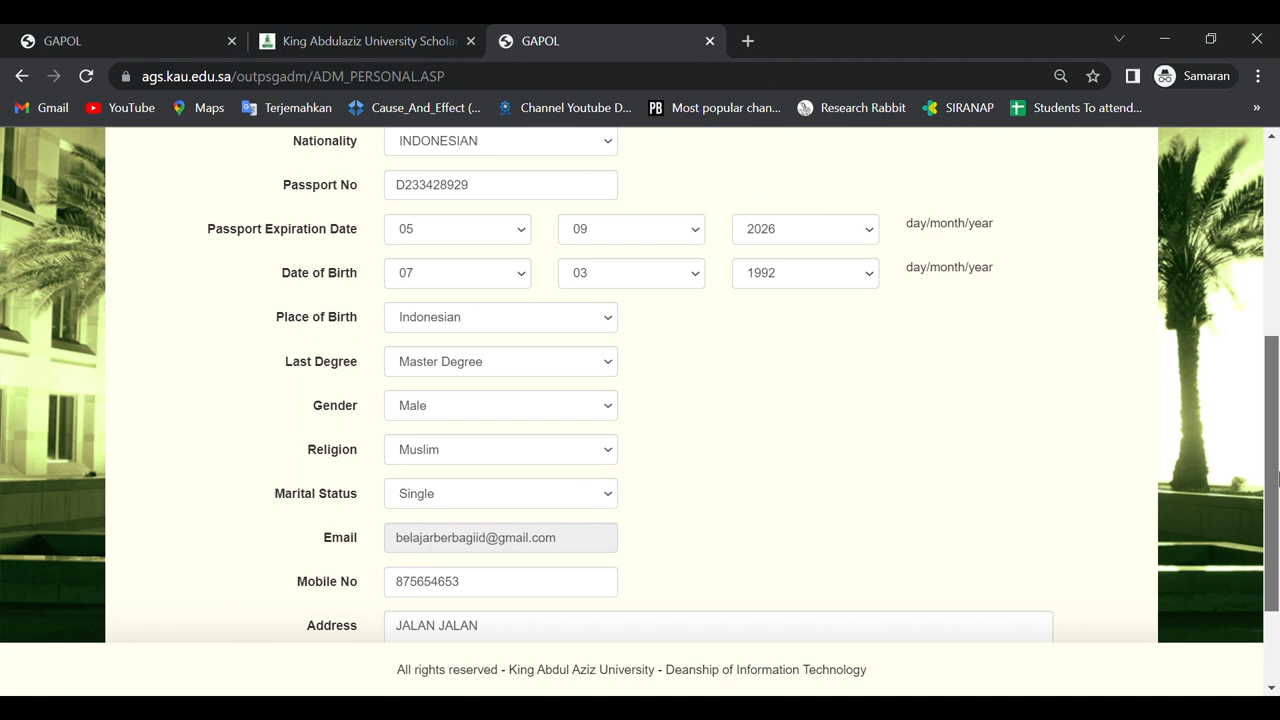 GAPOL
King Abdulaziz University Schola
GAPOL
ags.kau.edu.sa/outpsgadm/ADM_PERSONAL.ASP
Samaran
Gmail
YouTube
Maps
Terjemahkan
Cause_And_Effect (...
Channel Youtube D...
PB
Most popular chan...
Research Rabbit
SIRANAP
Students To attend...
»
Nationality INDONESIAN
Passport No D233428929
Passport Expiration Date 05 09 2026 day/month/year
Date of Birth 07 03 1992 day/month/year
Place of Birth Indonesian
Last Degree Master Degree
Gender Male
Religion Muslim
Marital Status Single
Email belajarberbagiid@gmail.com
Mobile No 875654653
Address JALAN JALAN
All rights reserved - King Abdul Aziz University - Deanship of Information Technology